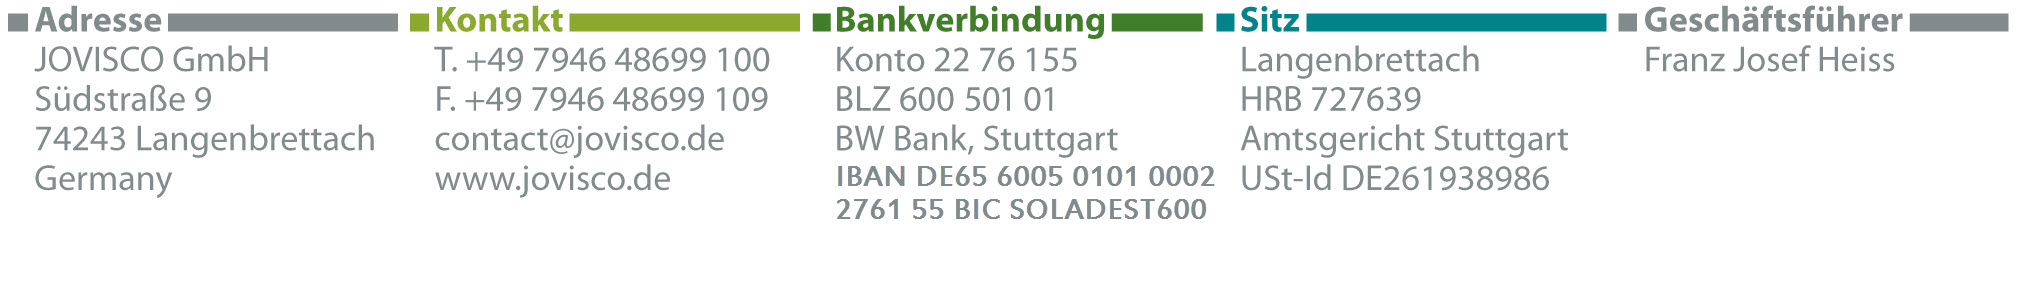 Adresse
JOVISCO GmbH
Südstraße 9
74243 Langenbrettach
Germany
Kontakt
T. +49 7946 48699 100
F. +49 7946 48699 109
contact@jovisco.de
www.jovisco.de
Bankverbindung
Konto 22 76 155
BLZ 600 501 01
BW Bank, Stuttgart
IBAN DE65 6005 0101 0002
2761 55 BIC SOLADEST600
Sitz
Langenbrettach
HRB 727639
Amtsgericht Stuttgart
USt-Id DE261938986
Geschäftsführer
Franz Josef Heiss